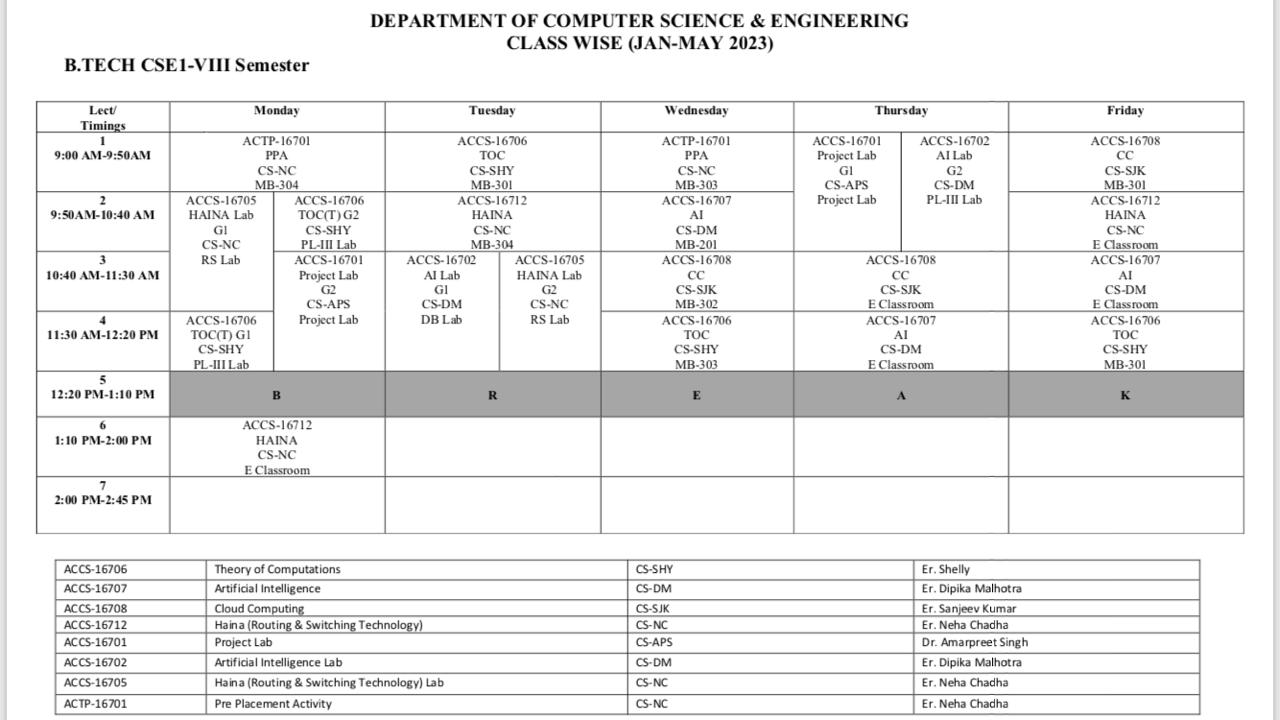 DEPARTMENT OF COMPUTER SCIENCE & ENGINEERING
CLASS WISE (JAN-MAY 2023)
B.TECH CSE1-VIII Semester
Lect/
Timings
Monday
Tuesday
Wednesday
Thursday
Friday
1
9:00 AM-9:50AM
ACTP-16701
PPA
CS-NC
MB-304
ACCS-16706
TOC
CS-SHY
MB-301
ACTP-16701
PPA
CS-NC
MB-303
ACCS-16701
Project Lab
G1
CS-APS
Project Lab
ACCS-16702
AI Lab
G2
CS-DM
PL-III Lab
ACCS-16708
CC
CS-SJK
MB-301
2
9:50AM-10:40 AM
ACCS-16705
HAINA Lab
G1
CS-NC
RS Lab
ACCS-16706
TOC(T) G2
CS-SHY
PL-III Lab
ACCS-16712
HAINA
CS-NC
MB-304
ACCS-16707
AI
CS-DM
MB-201
ACCS-16712
HAINA
CS-NC
E Classroom
3
10:40 AM-11:30 AM
ACCS-16701
Project Lab
G2
CS-APS
Project Lab
ACCS-16702
AI Lab
G1
CS-DM
DB Lab
ACCS-16705
HAINA Lab
G2
CS-NC
RS Lab
ACCS-16708
CC
CS-SJK
MB-302
ACCS-16708
CC
CS-SJK
E Classroom
ACCS-16707
AI
CS-DM
E Classroom
4
11:30 AM-12:20 PM
ACCS-16706
TOC(T) G1
CS-SHY
PL-III Lab
ACCS-16706
TOC
CS-SHY
MB-303
ACCS-16707
AI
CS-DM
E Classroom
ACCS-16706
TOC
CS-SHY
MB-301
5
12:20 PM-1:10 PM
B
R
E
A
K
6
1:10 PM-2:00 PM
ACCS-16712
HAINA
CS-NC
E Classroom
7
2:00 PM-2:45 PM
ACCS-16706 Theory of Computations CS-SHY Er. Shelly
ACCS-16707 Artificial Intelligence CS-DM Er. Dipika Malhotra
ACCS-16708 Cloud Computing CS-SJK Er. Sanjeev Kumar
ACCS-16712 Haina (Routing & Switching Technology) CS-NC Er. Neha Chadha
ACCS-16701 Project Lab CS-APS Dr. Amarpreet Singh
ACCS-16702 Artificial Intelligence Lab CS-DM Er. Dipika Malhotra
ACCS-16705 Haina (Routing & Switching Technology) Lab CS-NC Er. Neha Chadha
ACTP-16701 Pre Placement Activity CS-NC Er. Neha Chadha